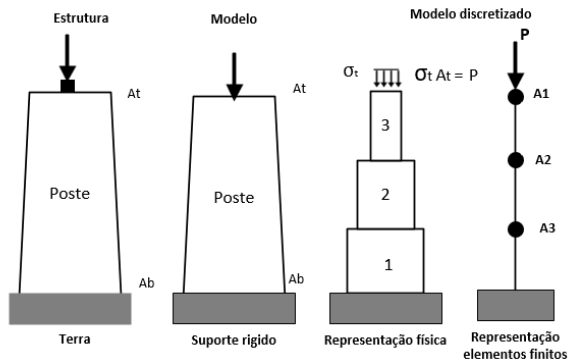 Estrutura
Modelo
Modelo discretizado
P
At
At
σt
σt At = P
A1
3
A2
Poste
Poste
2
A3
1
Ab
Ab
Terra
Suporte rigido
Representação física
Representação
elementos finitos